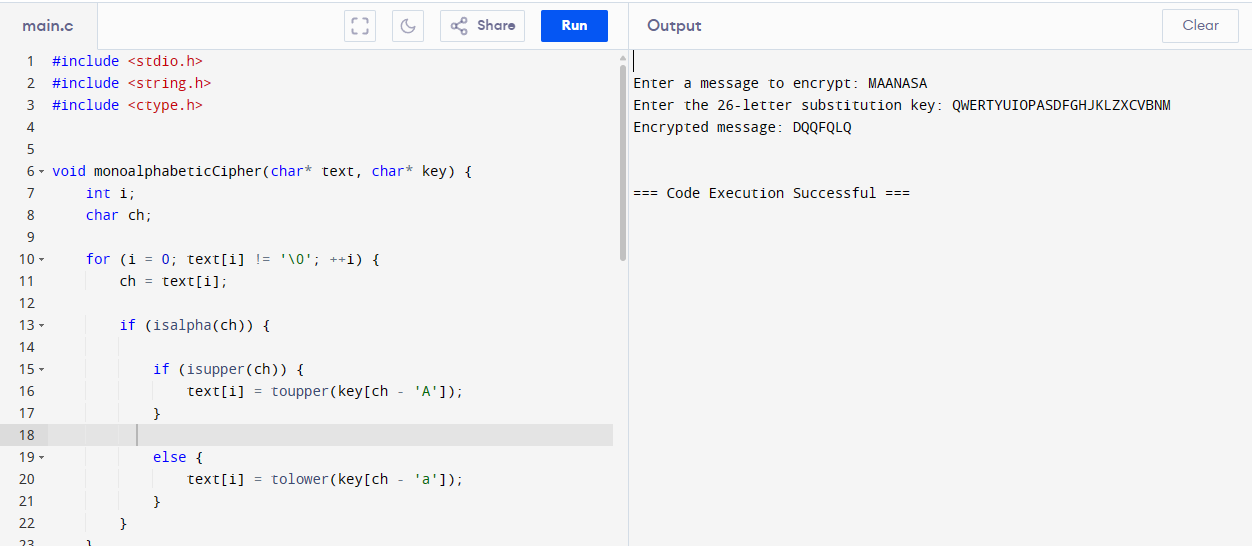 main.c
Share
Run
Output
Clear
1 #include <stdio.h>
2 #include <string.h>
3 #include <ctype.h>
4
5
6 void monoalphabeticCipher(char* text, char* key) {
7     int i;
8     char ch;
9
10     for (i = 0; text[i] != '\0'; ++i) {
11         ch = text[i];
12
13         if (isalpha(ch)) {
14
15             if (isupper(ch)) {
16                 text[i] = toupper(key[ch - 'A']);
17             }
18
19             else {
20                 text[i] = tolower(key[ch - 'a']);
21             }
22         }
23     }
Enter a message to encrypt: MAANASA
Enter the 26-letter substitution key: QWERTYUIOPASDFGHJKLZXCVBNM
Encrypted message: DQQFQLQ
=== Code Execution Successful ===